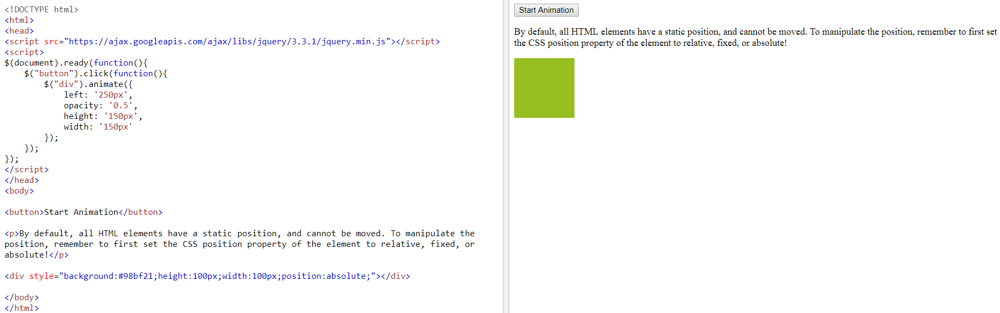 <!DOCTYPE html>
<html>
<head>
<script src="https://ajax.googleapis.com/ajax/libs/jquery/3.3.1/jquery.min.js"></script>
<script>
$(document).ready(function(){
    $("button").click(function(){
        $("div").animate({
            left: '250px',
            opacity: '0.5',
            height: '150px',
            width: '150px'
        });
    });
});
</script>
</head>
<body>

<button>Start Animation</button>

<p>By default, all HTML elements have a static position, and cannot be moved. To manipulate the
position, remember to first set the CSS position property of the element to relative, fixed, or
absolute!</p>

<div style="background:#98bf21;height:100px;width:100px;position:absolute;"></div>

</body>
</html>
Start Animation
By default, all HTML elements have a static position, and cannot be moved. To manipulate the position, remember to first set
the CSS position property of the element to relative, fixed, or absolute!